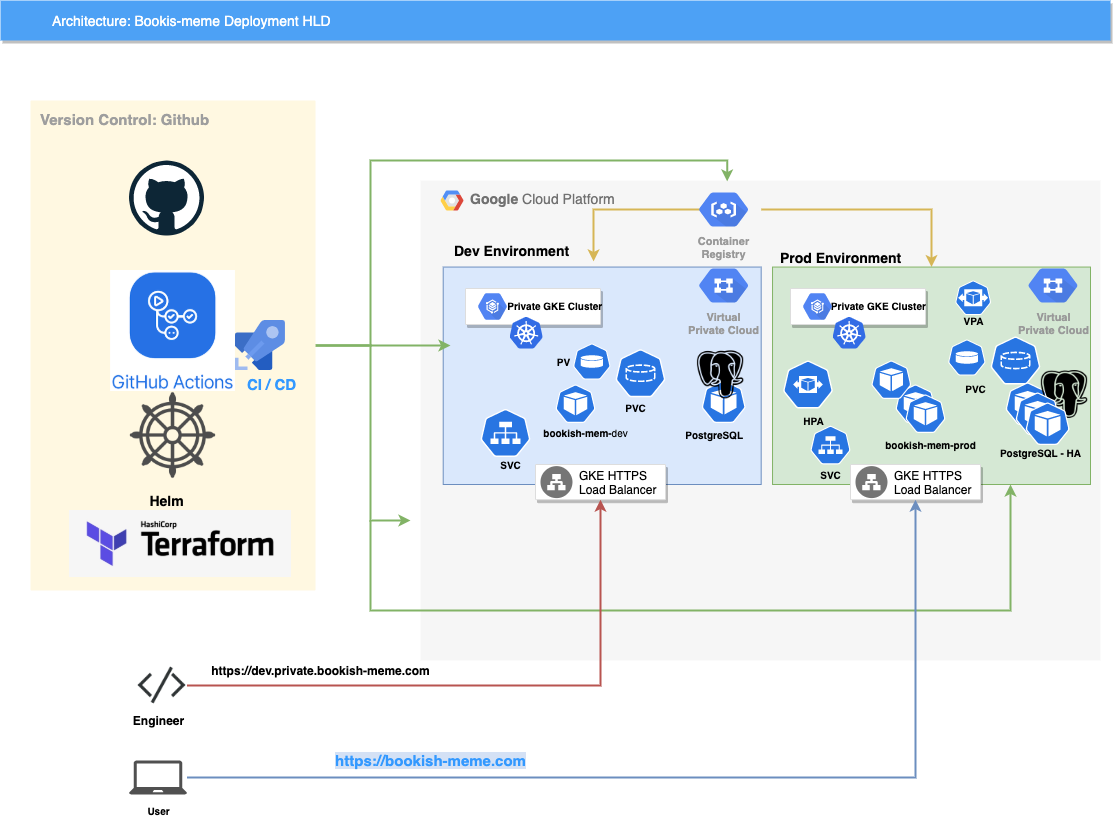 Architecture: Bookis-meme Deployment HLD
Version Control: Github
GitHub Actions
CI / CD
Helm
HashiCorp
Terraform
Google Cloud Platform
Container
Registry
Dev Environment
Private GKE Cluster
Virtual
Private Cloud
PV
PVC
bookish-mem-dev
SVC
PostgreSQL
GKE HTTPS
Load Balancer
Prod Environment
Private GKE Cluster
VPA
Virtual
Private Cloud
HPA
PVC
bookish-mem-prod
SVC
PostgreSQL - HA
GKE HTTPS
Load Balancer
https://dev.private.bookish-meme.com
Engineer
https://bookish-meme.com
User